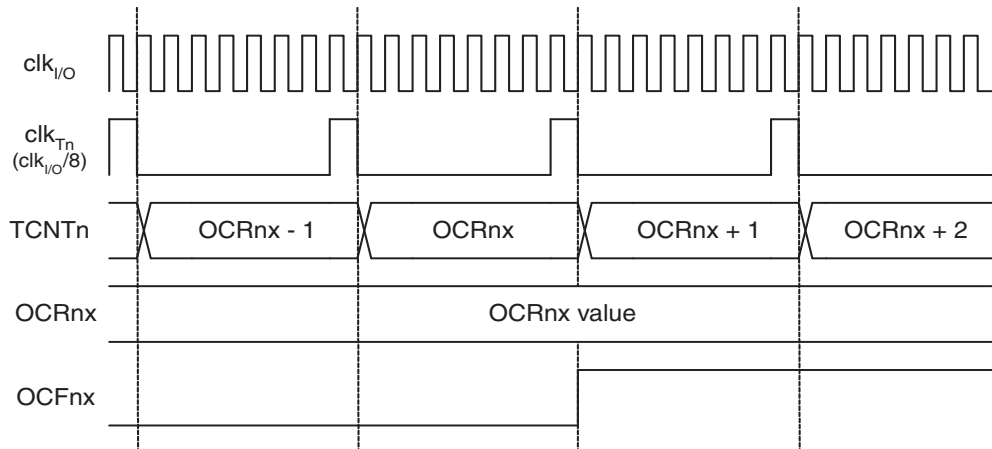 clkI/O
clkTn
(clkI/O/8)
TCNTn
OCRnx - 1
OCRnx
OCRnx + 1
OCRnx + 2
OCRnx
OCRnx value
OCFnx